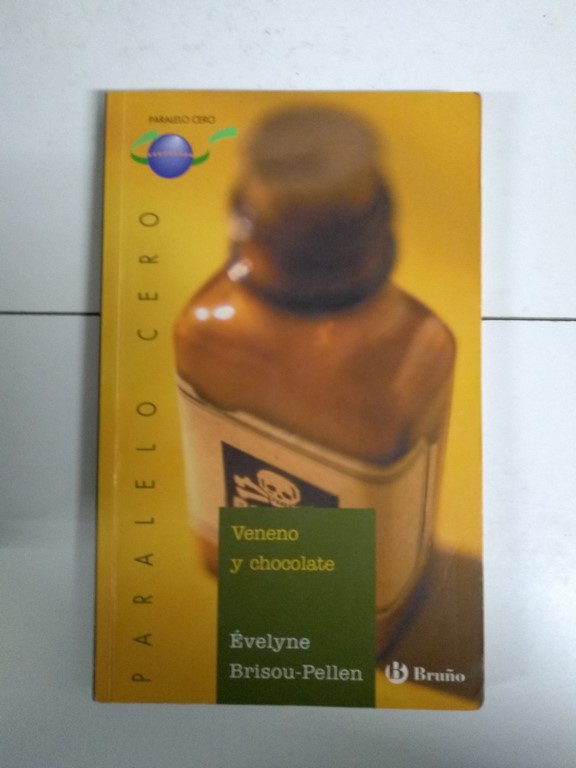 PARALELO CERO
PARALELO CERO
Veneno
y chocolate
Évelyne
Brisou-Pellen
B Bruño